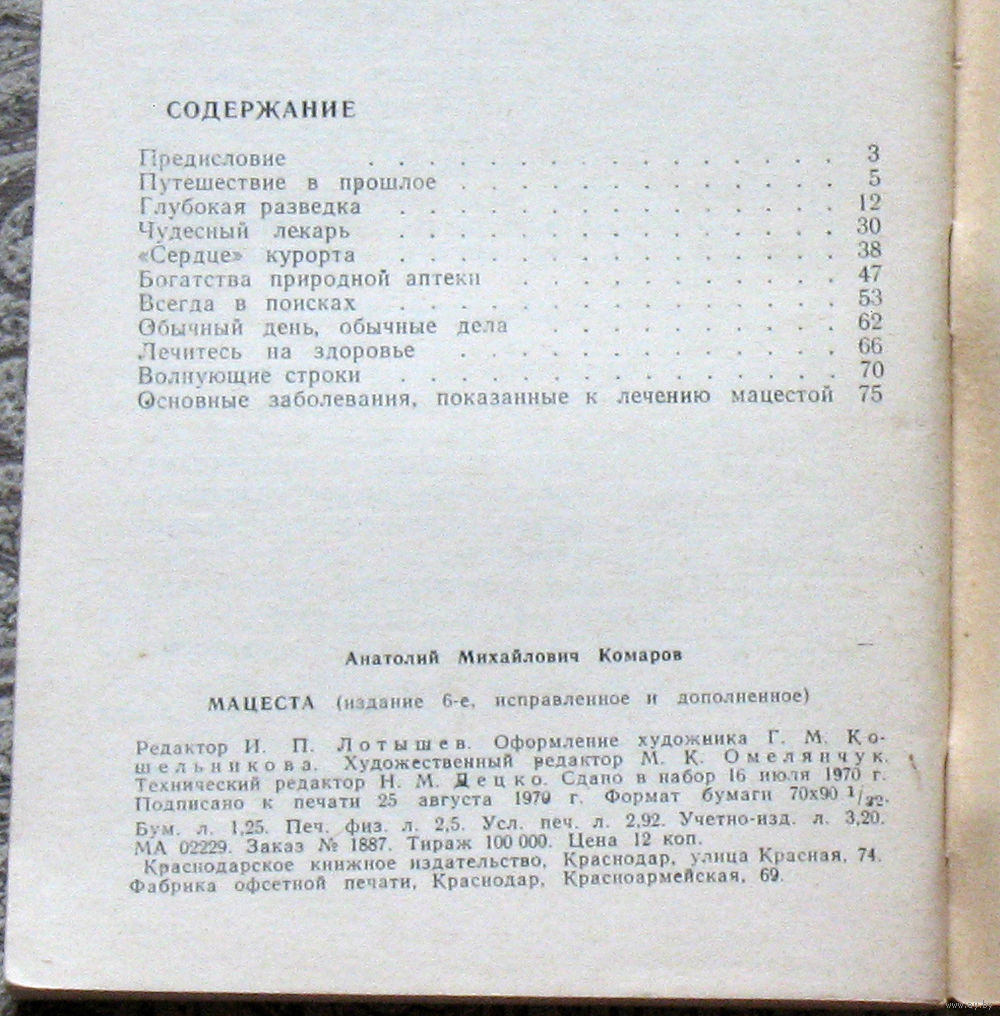 СОДЕРЖАНИЕ
Предисловие . . . . . . . . . . . . . . . . . 3
Путешествие в прошлое . . . . . . . . . . . . . . 5
Глубокая разведка . . . . . . . . . . . . . . . . 12
Чудесный лекарь . . . . . . . . . . . . . . . . 30
«Сердце» курорта . . . . . . . . . . . . . . . . 38
Богатства природной аптеки . . . . . . . . . . . . 47
Всегда в поисках . . . . . . . . . . . . . . . . 53
Обычный день, обычные дела . . . . . . . . . . . 62
Лечитесь на здоровье . . . . . . . . . . . . . . 66
Волнующие строки . . . . . . . . . . . . . . . . 70
Основные заболевания, показанные к лечению мацестой 75
Анатолий Михайлович Комаров
МАЦЕСТА (издание 6-е, исправленное и дополненное)
Редактор И. П. Лотышев. Оформление художника Г. М. Ко-
шельникова. Художественный редактор М. К. Омелянчук.
Технический редактор Н. М. Децко. Сдано в набор 16 июля 1970 г.
Подписано к печати 25 августа 1970 г. Формат бумаги 70х90 1/32.
Бум. л. 1,25. Печ. физ. л. 2,5. Усл. печ. л. 2,92. Учетно-изд. л. 3,20.
МА 02229. Заказ № 1887. Тираж 100 000. Цена 12 коп.
Краснодарское книжное издательство, Краснодар, улица Красная, 74.
Фабрика офсетной печати, Краснодар, Красноармейская, 69.